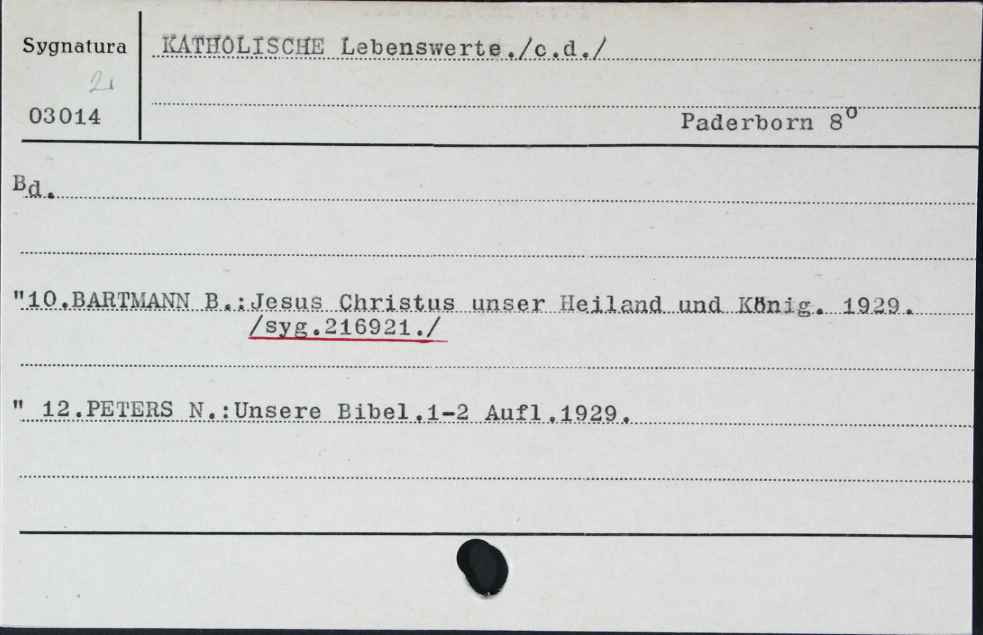 Sygnatura
KATHOLISCHE Lebenswerte./c.d./
03014
Paderborn 8⁰
Bd.
"10.BARTMANN B.:Jesus Christus unser Heiland und König. 1929.
/syg.216921./
" 12.PETERS N.:Unsere Bibel.1-2 Aufl.1929.